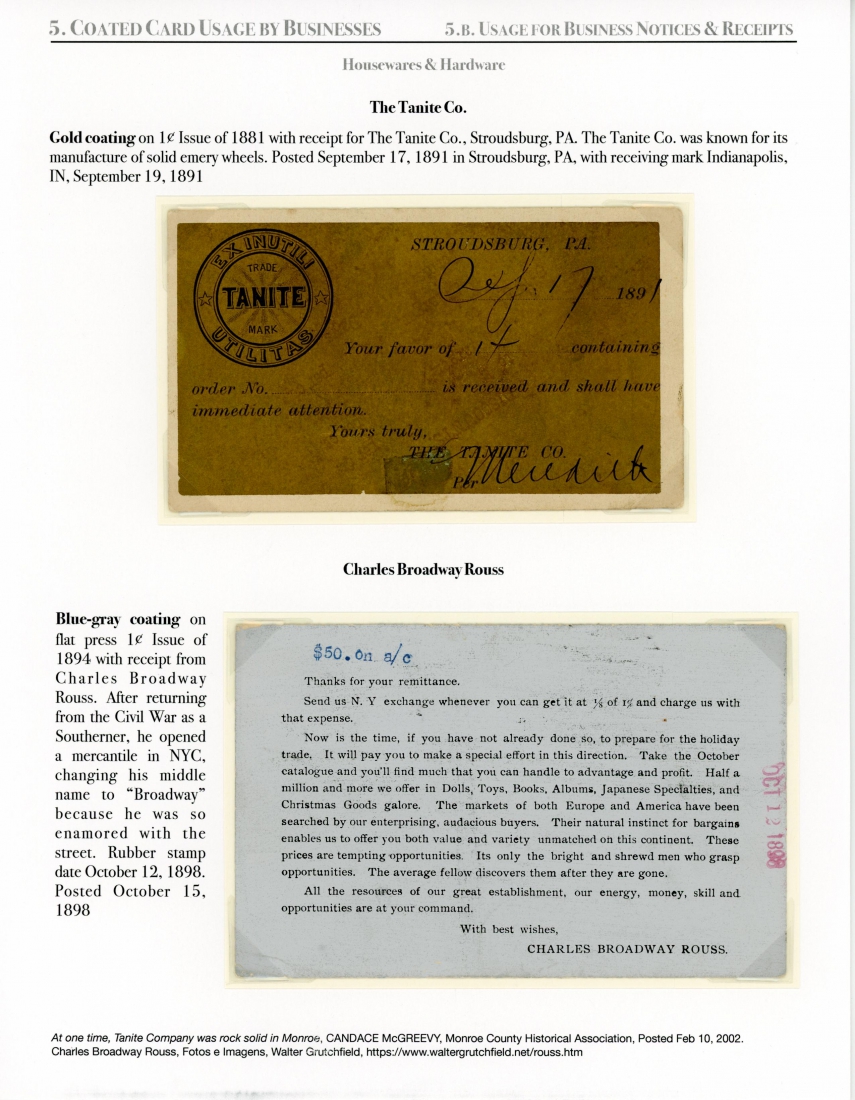 5. COATED CARD USAGE BY BUSINESSES 5.B. USAGE FOR BUSINESS NOTICES & RECEIPTS
Housewares & Hardware
The Tanite Co.
Gold coating on 1¢ Issue of 1881 with receipt for The Tanite Co., Stroudsburg, PA. The Tanite Co. was known for its
manufacture of solid emery wheels. Posted September 17, 1891 in Stroudsburg, PA, with receiving mark Indianapolis,
IN, September 19, 1891
EX INUTILI
TRADE
TANITE
MARK
UTILITAS
STROUDSBURG, PA.
17 1891
Your favor of 14 containing
order No. is received and shall have
immediate attention.
Yours truly,
THE TANITE CO.
Per Meredith
Charles Broadway Rouss
Blue-gray coating on
flat press 1¢ Issue of
1894 with receipt from
Charles Broadway
Rouss. After returning
from the Civil War as a
Southerner, he opened
a mercantile in NYC,
changing his middle
name to “Broadway”
because he was so
enamored with the
street. Rubber stamp
date October 12, 1898.
Posted October 15,
1898
$50. On a/c
Thanks for your remittance.
Send us N. Y exchange whenever you can get it at of 1% and charge us with
that expense.
Now is the time, if you have not already done so, to prepare for the holiday
trade. It will pay you to make a special effort in this direction. Take the October
catalogue and you'll find much that you can handle to advantage and profit. Half a
million and more we offer in Dolls, Toys, Books, Albums, Japanese Specialties, and
Christmas Goods galore. The markets of both Europe and America have been
searched by our enterprising, audacious buyers. Their natural instinct for bargains
enables us to offer you both value and variety unmatched on this continent. These
prices are tempting opportunities. Its only the bright and shrewd men who grasp
opportunities. The average fellow discovers them after they are gone.
All the resources of our great establishment, our energy, money, skill and
opportunities are at your command.
With best wishes,
CHARLES BROADWAY ROUSS.
OCT 12 1898
At one time, Tanite Company was rock solid in Monroe, CANDACE McGREEVY, Monroe County Historical Association, Posted Feb 10, 2002.
Charles Broadway Rouss, Fotos e Imagens, Walter Grutchfield, https://www.waltergrutchfield.net/rouss.htm